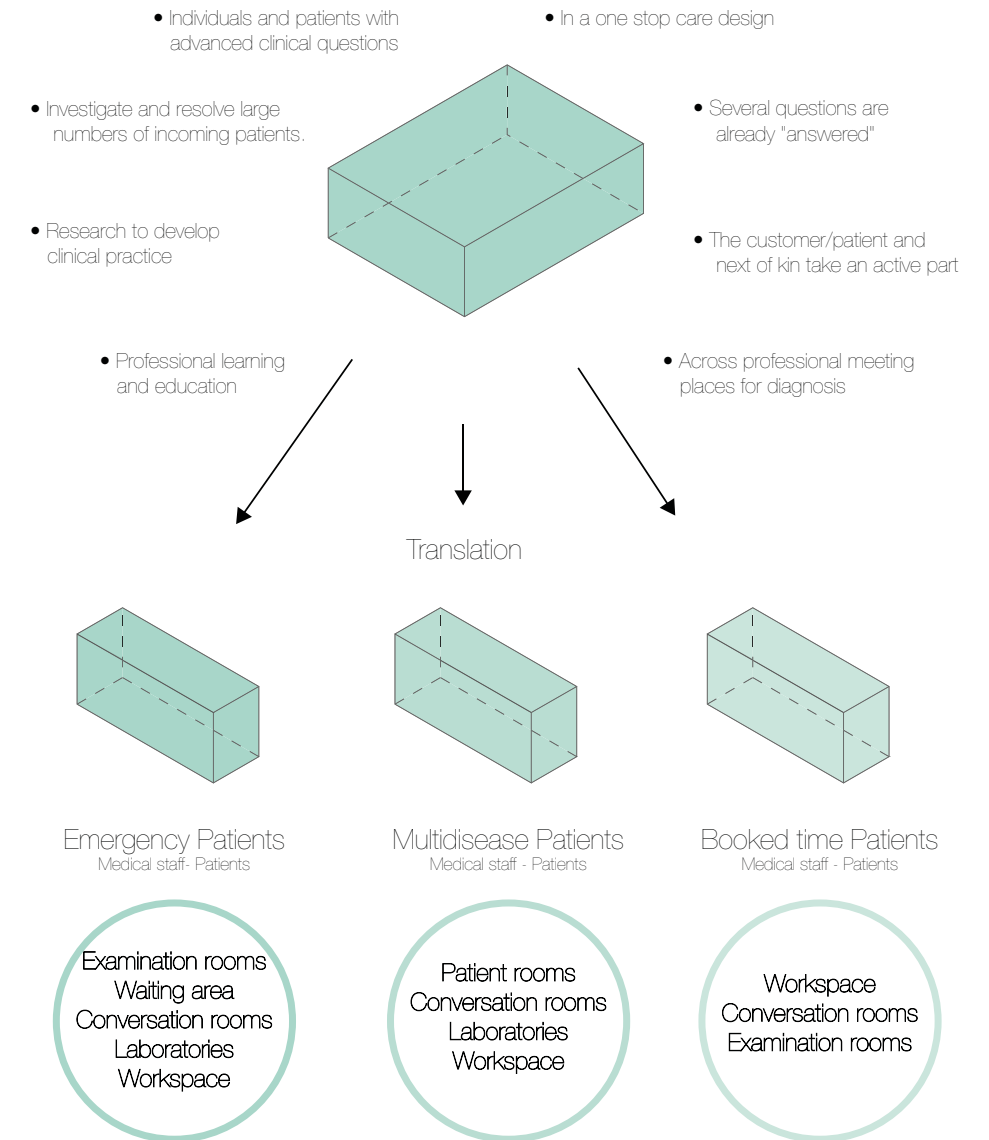 • Individuals and patients with
advanced clinical questions
• In a one stop care design
• Investigate and resolve large
numbers of incoming patients.
• Several questions are
already "answered"
• Research to develop
clinical practice
• The customer/patient and
next of kin take an active part
• Professional learning
and education
• Across professional meeting
places for diagnosis
Translation
Emergency Patients
Medical staff- Patients
Multidisease Patients
Medical staff - Patients
Booked time Patients
Medical staff - Patients
Examination rooms
Waiting area
Conversation rooms
Laboratories
Workspace
Patient rooms
Conversation rooms
Laboratories
Workspace
Workspace
Conversation rooms
Examination rooms